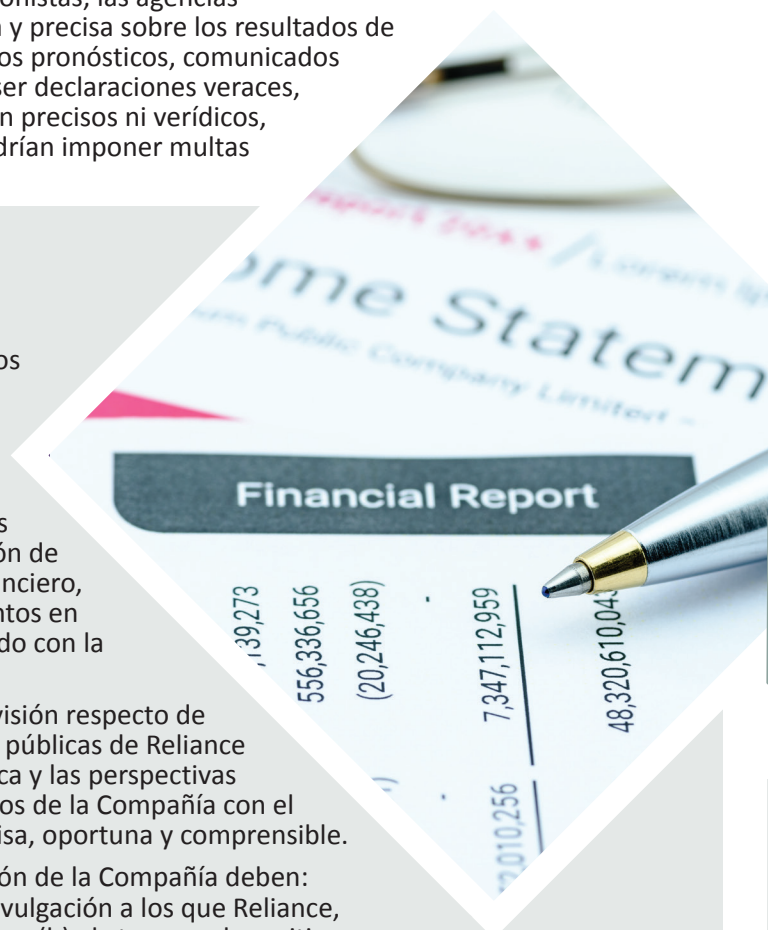 y precisa sobre los resultados de
os pronósticos, comunicados
ser declaraciones veraces,
n precisos ni verídicos,
drían imponer multas
os
s
ón de
nciero,
ntos en
do con la
visión respecto de
públicas de Reliance
ca y las perspectivas
os de la Compañía con el
isa, oportuna y comprensible.
ón de la Compañía deben:
vulgación a los que Reliance,
ome Statem
Public Company Limited -
Financial Report
,139,273
556,336,656
(20,246,438)
-
7,347,112,959
48,320,610,04
2,010,256